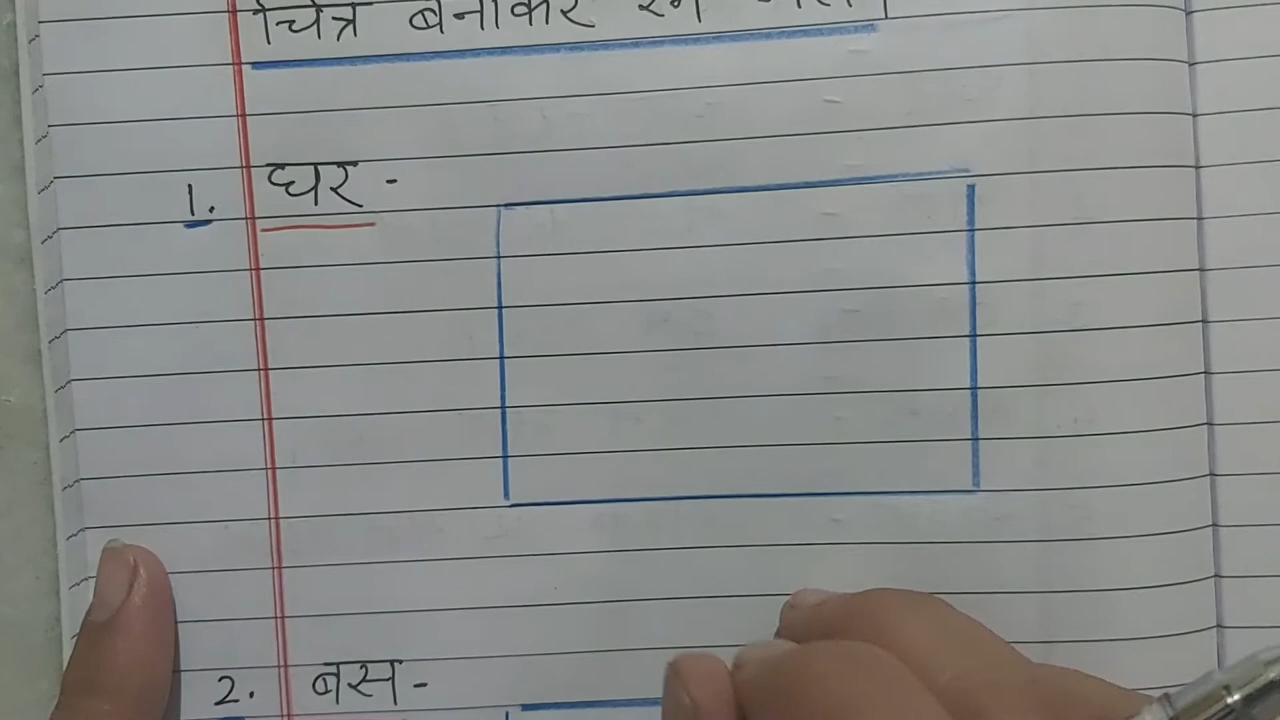 चित्र बनाकर रंग
1. घर -
2. बस -